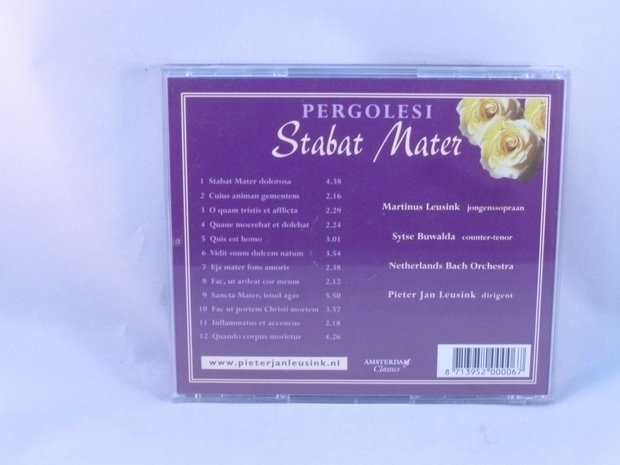 PERGOLESI
Stabat Mater
1 Stabat Mater dolorosa 4.38
2 Cuius animan gementem 2.16
3 O quam tristis et afflicta 2.29
4 Quaue moerebat et dolebat 2.24
5 Quis est homo 3.01
6 Vidit suum dulcem natum 3.54
7 Eja mater fons amoris 2.38
8 Fac, ut ardeat cor meum 2.12
9 Sancta Mater, istud agas 5.50
10 Fac ut portem Christi mortem 3.57
11 Inflammatus et accencus 2.18
12 Quando corpus morietur 4.26
Martinus Leusink jongenssopraan
Sytse Buwalda counter-tenor
Netherlands Bach Orchestra
Pieter Jan Leusink dirigent
www.pieterjanleusink.nl
AMSTERDAM
Classics
8 713952 000067